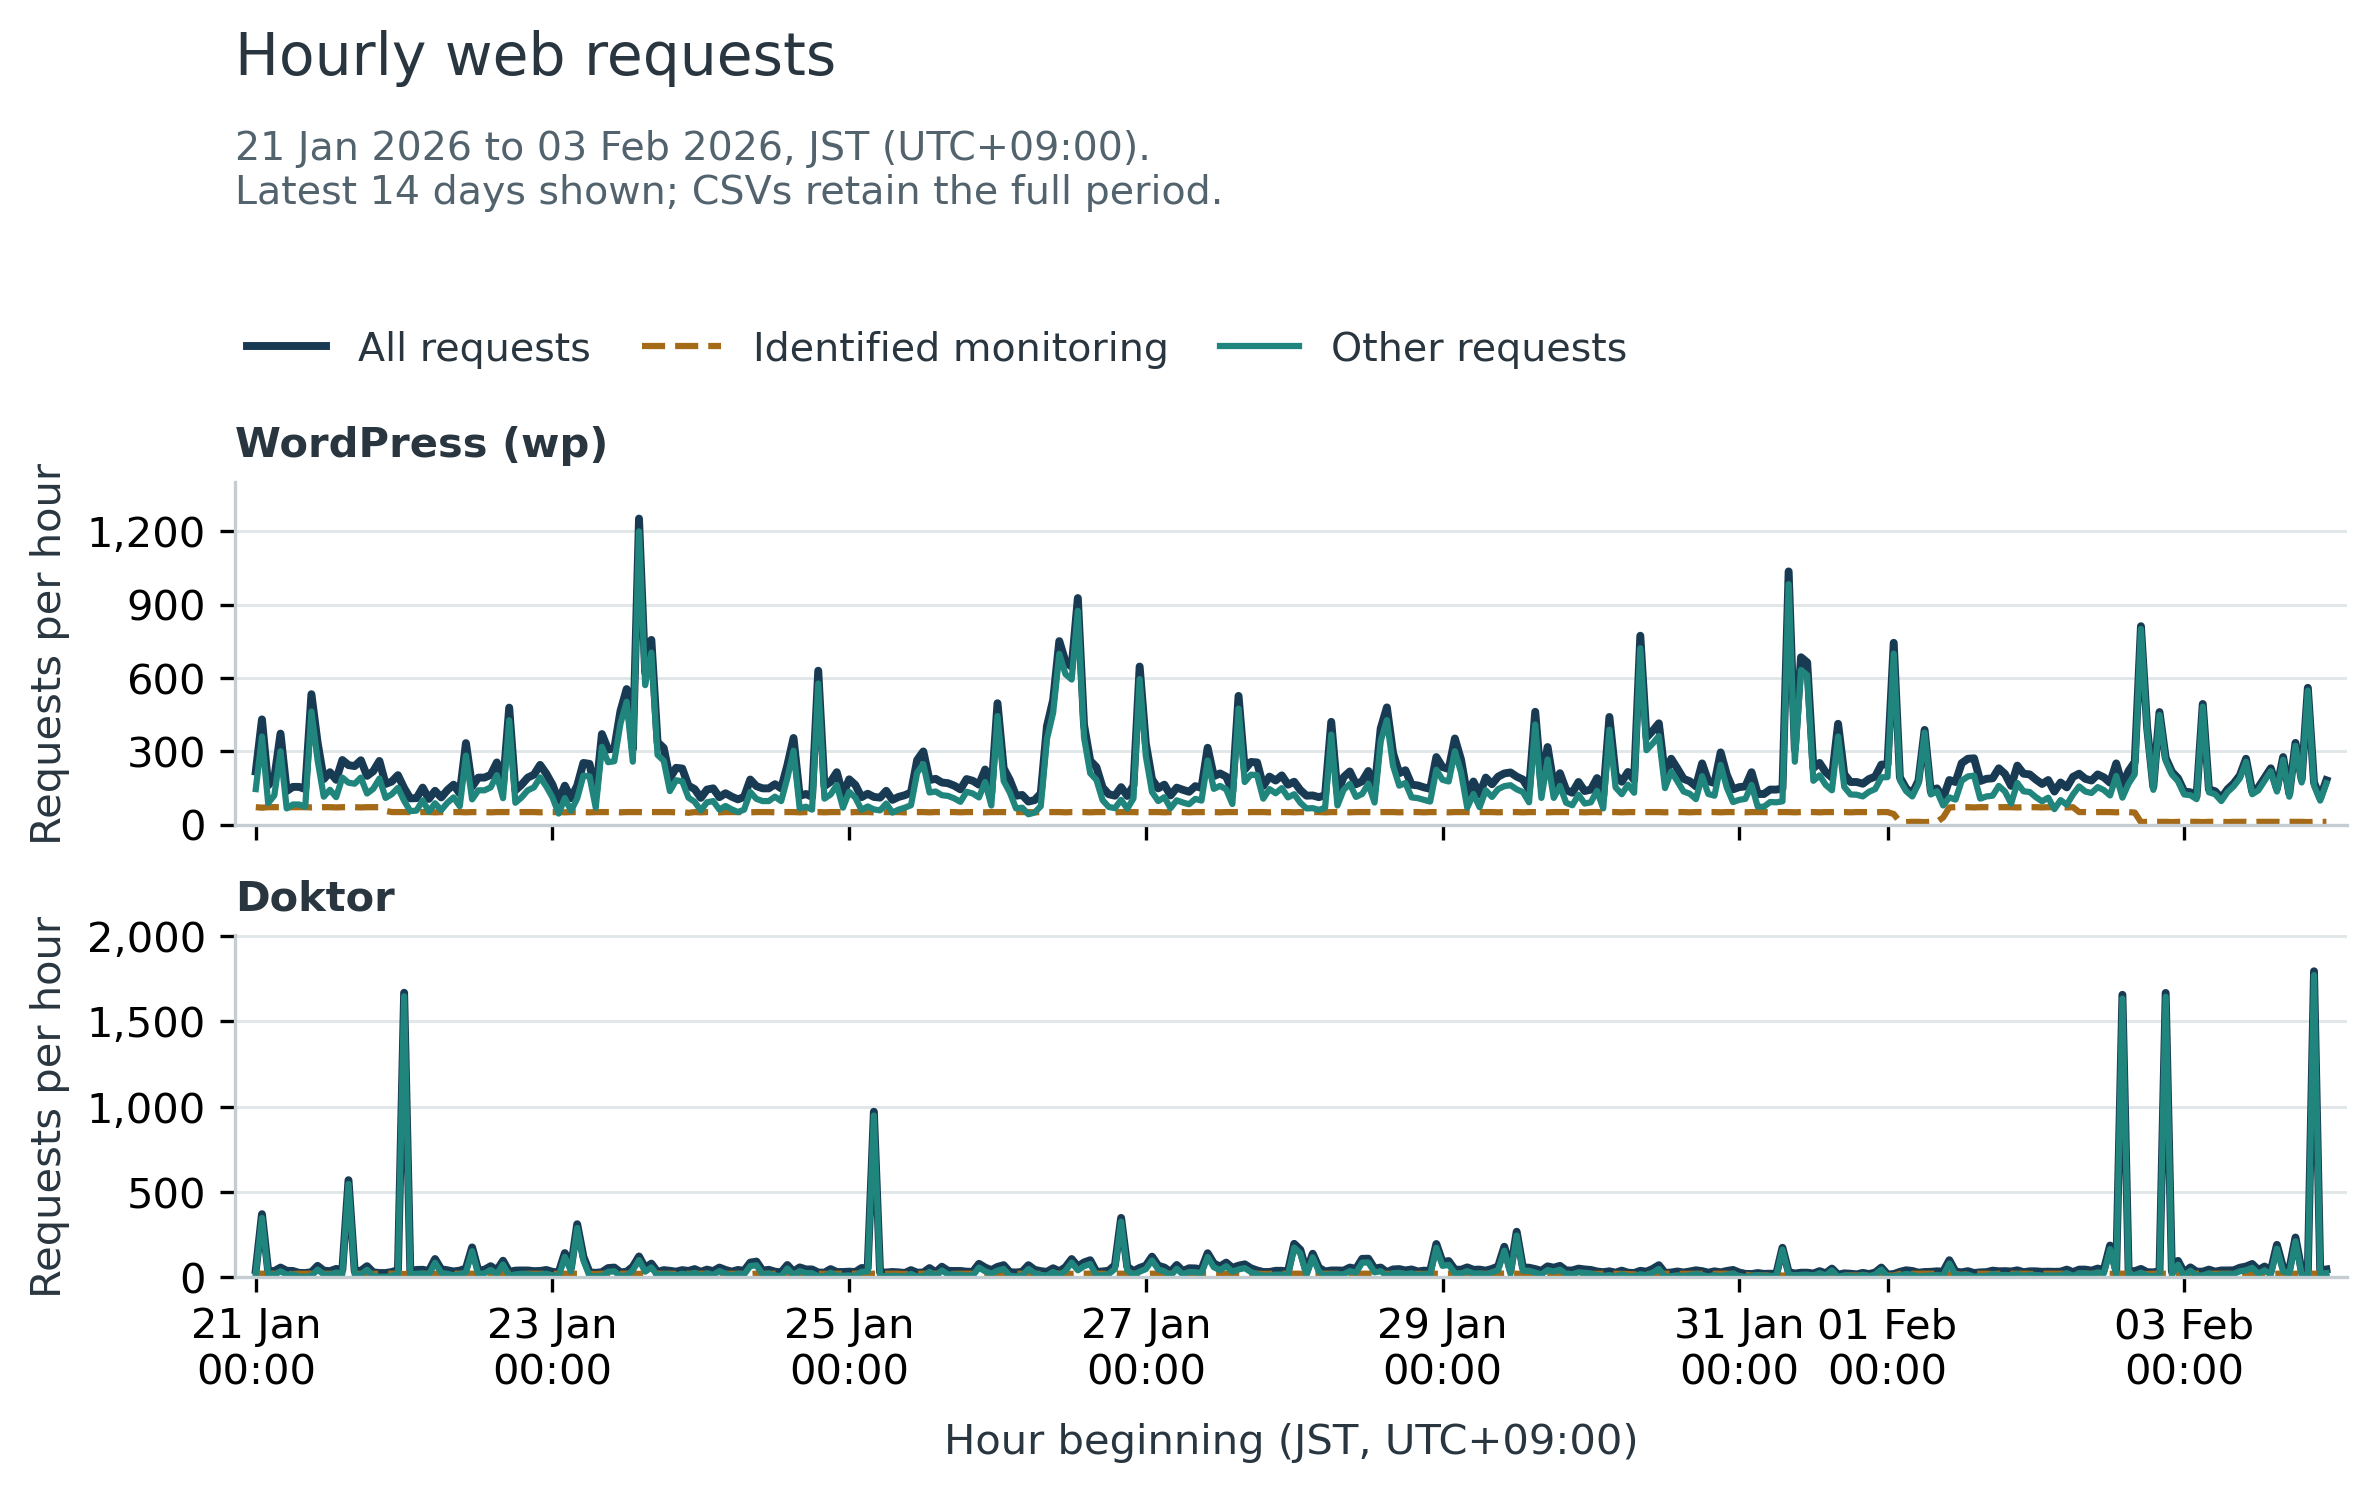 Hourly web requests
21 Jan 2026 to 03 Feb 2026, JST (UTC+09:00).
Latest 14 days shown; CSVs retain the full period.
All requests
Identified monitoring
Other requests
WordPress (wp)
Requests per hour
1,200
900
600
300
0
Doktor
Requests per hour
2,000
1,500
1,000
500
0
21 Jan
00:00
23 Jan
00:00
25 Jan
00:00
27 Jan
00:00
29 Jan
00:00
31 Jan
00:00
01 Feb
00:00
03 Feb
00:00
Hour beginning (JST, UTC+09:00)